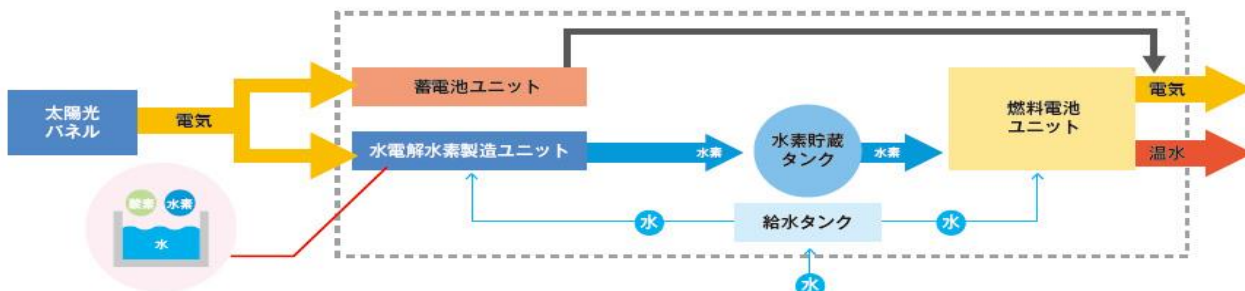 太陽光
パネル
電気
蓄電池ユニット
水電解水素製造ユニット
水素
水素貯蔵
タンク
水素
燃料電池
ユニット
電気
温水
酸素
水素
水
水
給水タンク
水
水